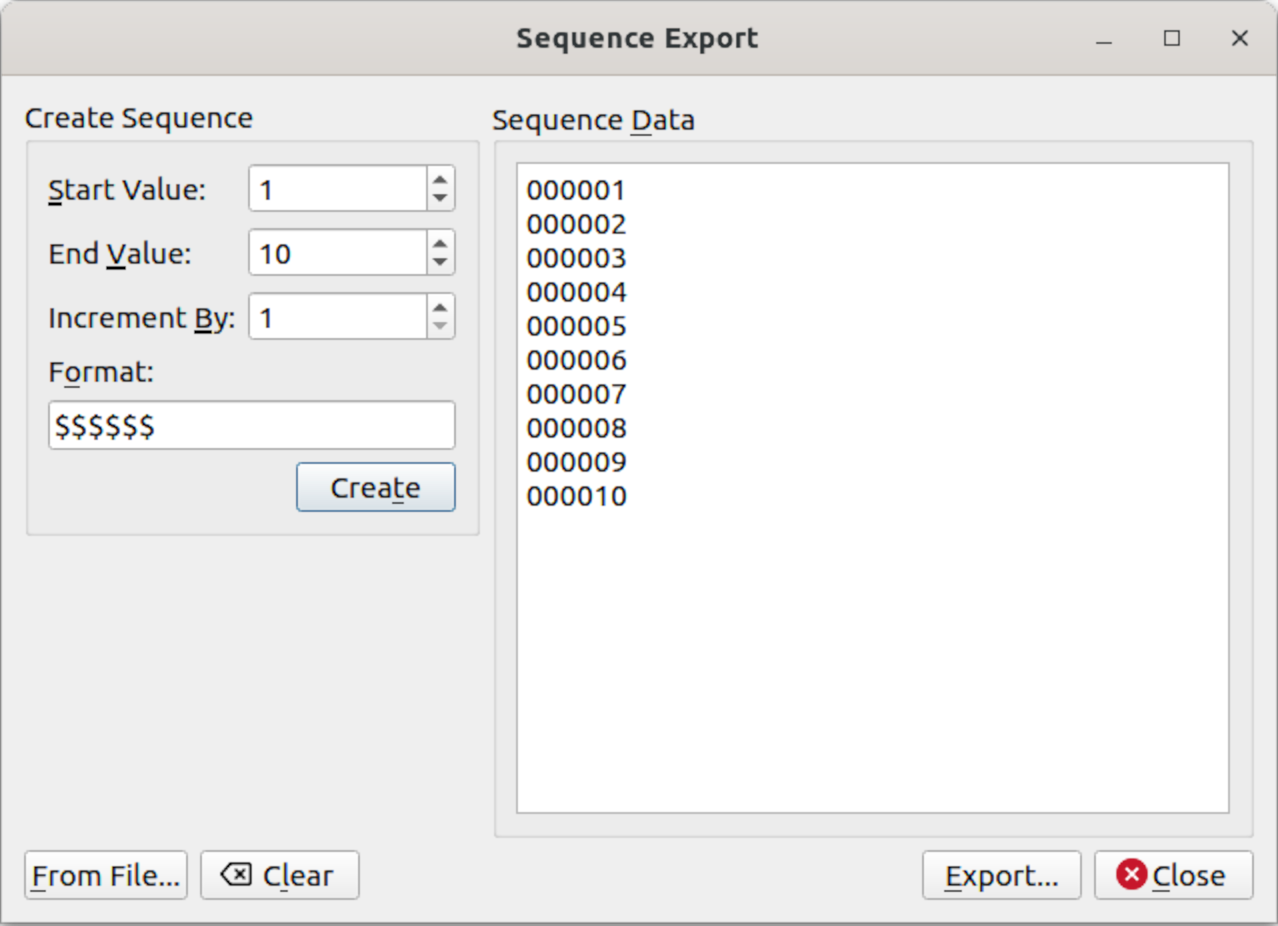 Sequence Export
Create Sequence
Start Value: 1
End Value: 10
Increment By: 1
Format:
$$$$$$
Create
Sequence Data
000001
000002
000003
000004
000005
000006
000007
000008
000009
000010
From File... Clear Export... Close